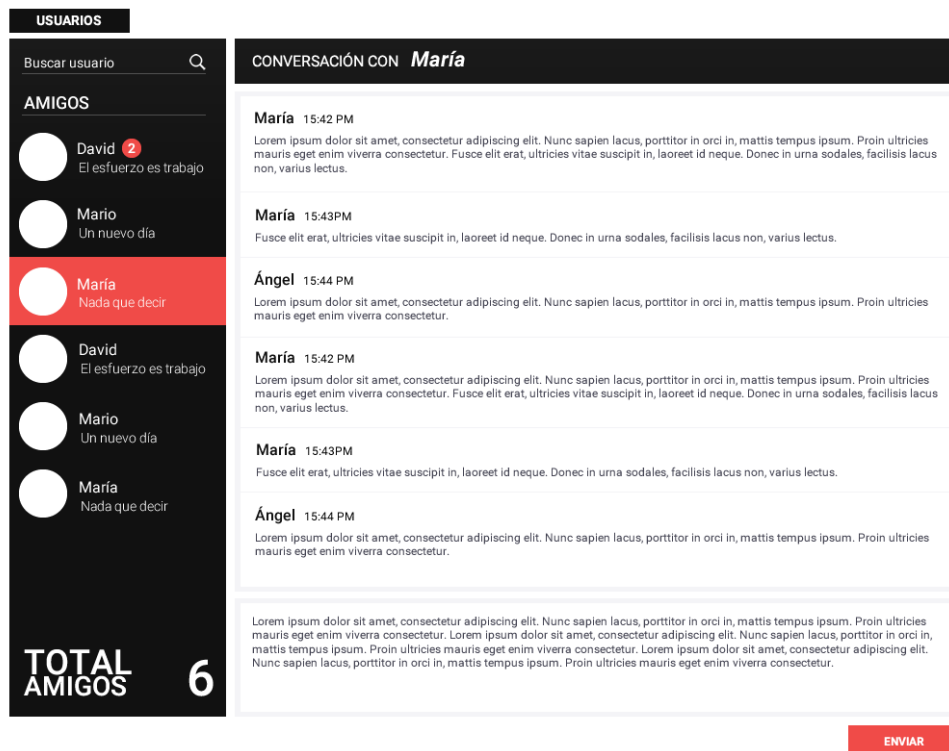 USUARIOS
Buscar usuario
AMIGOS
David 2
El esfuerzo es trabajo
Mario
Un nuevo día
María
Nada que decir
David
El esfuerzo es trabajo
Mario
Un nuevo día
María
Nada que decir
TOTAL
AMIGOS
6
CONVERSACIÓN CON María
María 15:42 PM
Lorem ipsum dolor sit amet, consectetur adipiscing elit. Nunc sapien lacus, porttitor in orci in, mattis tempus ipsum. Proin ultricies
mauris eget enim viverra consectetur. Fusce elit erat, ultricies vitae suscipit in, laoreet id neque. Donec in urna sodales, facilisis lacus
non, varius lectus.
María 15:43PM
Fusce elit erat, ultricies vitae suscipit in, laoreet id neque. Donec in urna sodales, facilisis lacus non, varius lectus.
Ángel 15:44 PM
Lorem ipsum dolor sit amet, consectetur adipiscing elit. Nunc sapien lacus, porttitor in orci in, mattis tempus ipsum. Proin ultricies
mauris eget enim viverra consectetur.
María 15:42 PM
Lorem ipsum dolor sit amet, consectetur adipiscing elit. Nunc sapien lacus, porttitor in orci in, mattis tempus ipsum. Proin ultricies
mauris eget enim viverra consectetur. Fusce elit erat, ultricies vitae suscipit in, laoreet id neque. Donec in urna sodales, facilisis lacus
non, varius lectus.
María 15:43PM
Fusce elit erat, ultricies vitae suscipit in, laoreet id neque. Donec in urna sodales, facilisis lacus non, varius lectus.
Ángel 15:44 PM
Lorem ipsum dolor sit amet, consectetur adipiscing elit. Nunc sapien lacus, porttitor in orci in, mattis tempus ipsum. Proin ultricies
mauris eget enim viverra consectetur.
Lorem ipsum dolor sit amet, consectetur adipiscing elit. Nunc sapien lacus, porttitor in orci in, mattis tempus ipsum. Proin ultricies
mauris eget enim viverra consectetur. Lorem ipsum dolor sit amet, consectetur adipiscing elit. Nunc sapien lacus, porttitor in orci in,
mattis tempus ipsum. Proin ultricies mauris eget enim viverra consectetur. Lorem ipsum dolor sit amet, consectetur adipiscing elit.
Nunc sapien lacus, porttitor in orci in, mattis tempus ipsum. Proin ultricies mauris eget enim viverra consectetur.
ENVIAR